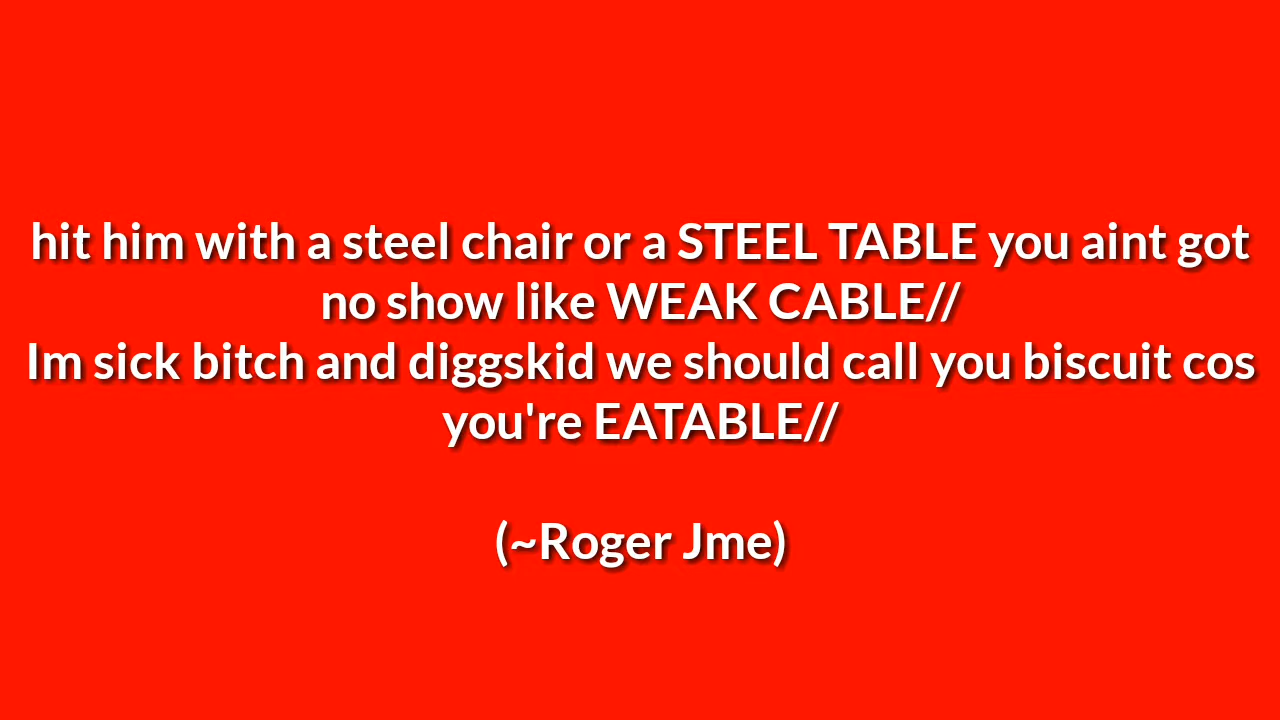 hit him with a steel chair or a STEEL TABLE you aint got
no show like WEAK CABLE//
Im sick bitch and diggskid we should call you biscuit cos
you're EATABLE//
(~Roger Jme)